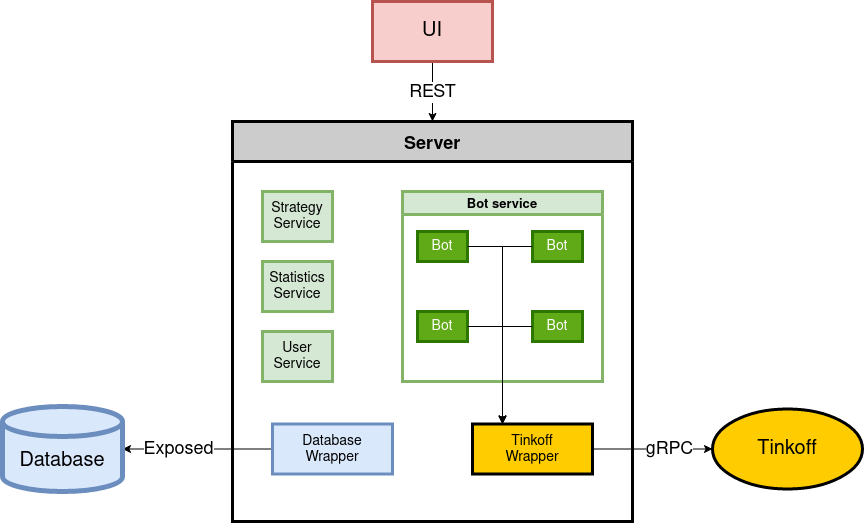 UI
REST
Server
Strategy
Service
Bot service
Bot
Bot
Statistics
Service
Bot
Bot
User
Service
Database
Exposed
Database
Wrapper
Tinkoff
Wrapper
gRPC
Tinkoff